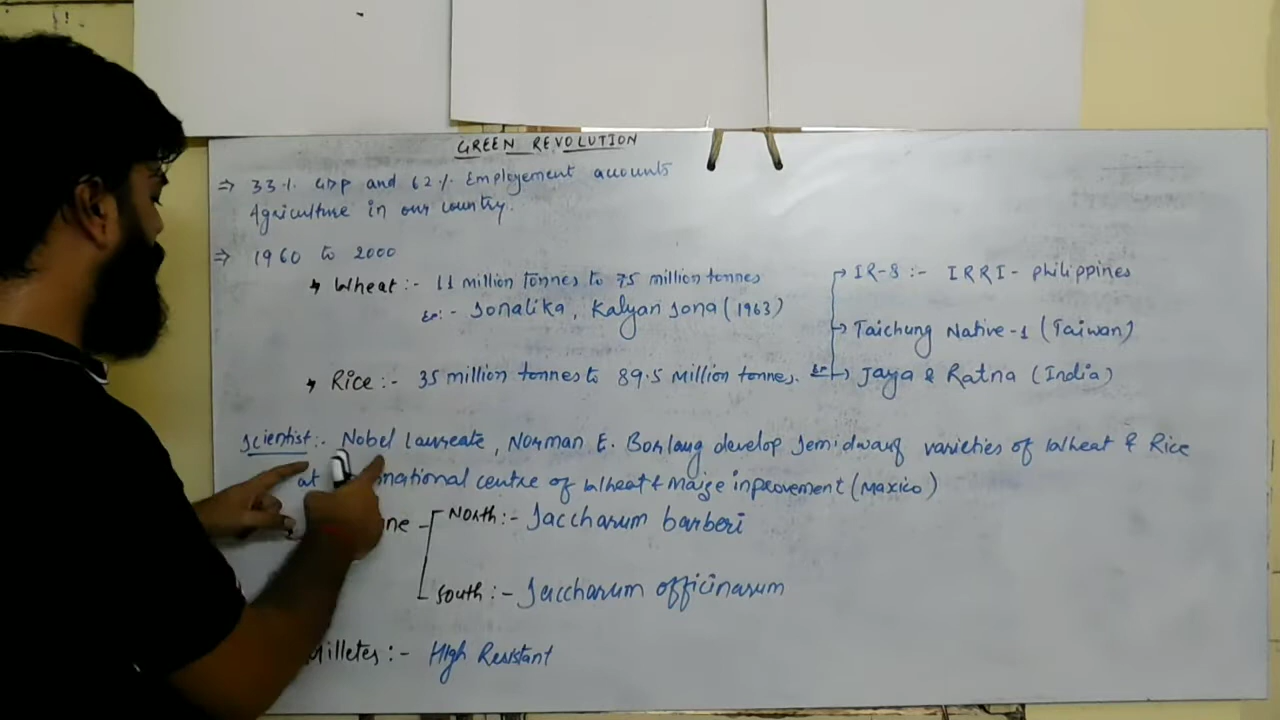 GREEN REVOLUTION
⇒ 33%. GDP and 62%. Employement accounts
Agriculture in our country.
⇒ 1960 to 2000
→ Wheat :- 11 million tonnes to 75 million tonnes
Ex:- Sonalika, Kalyan Sona (1963)
→ IR-8 :- IRRI - Philippines
→ Taichung Native-1 (Taiwan)
→ Rice :- 35 million tonnes to 89.5 Million tonnes. Ex → Jaya & Ratna (India)
Scientist :- Nobel laureate, Norman E. Borlaug develop Semidwarf varieties of Wheat & Rice
at national centre of Wheat & Maize inprovement (Maxico)
ne - North :- Saccharum barberi
South :- Saccharum officinarum
Milletes :- High Resistant